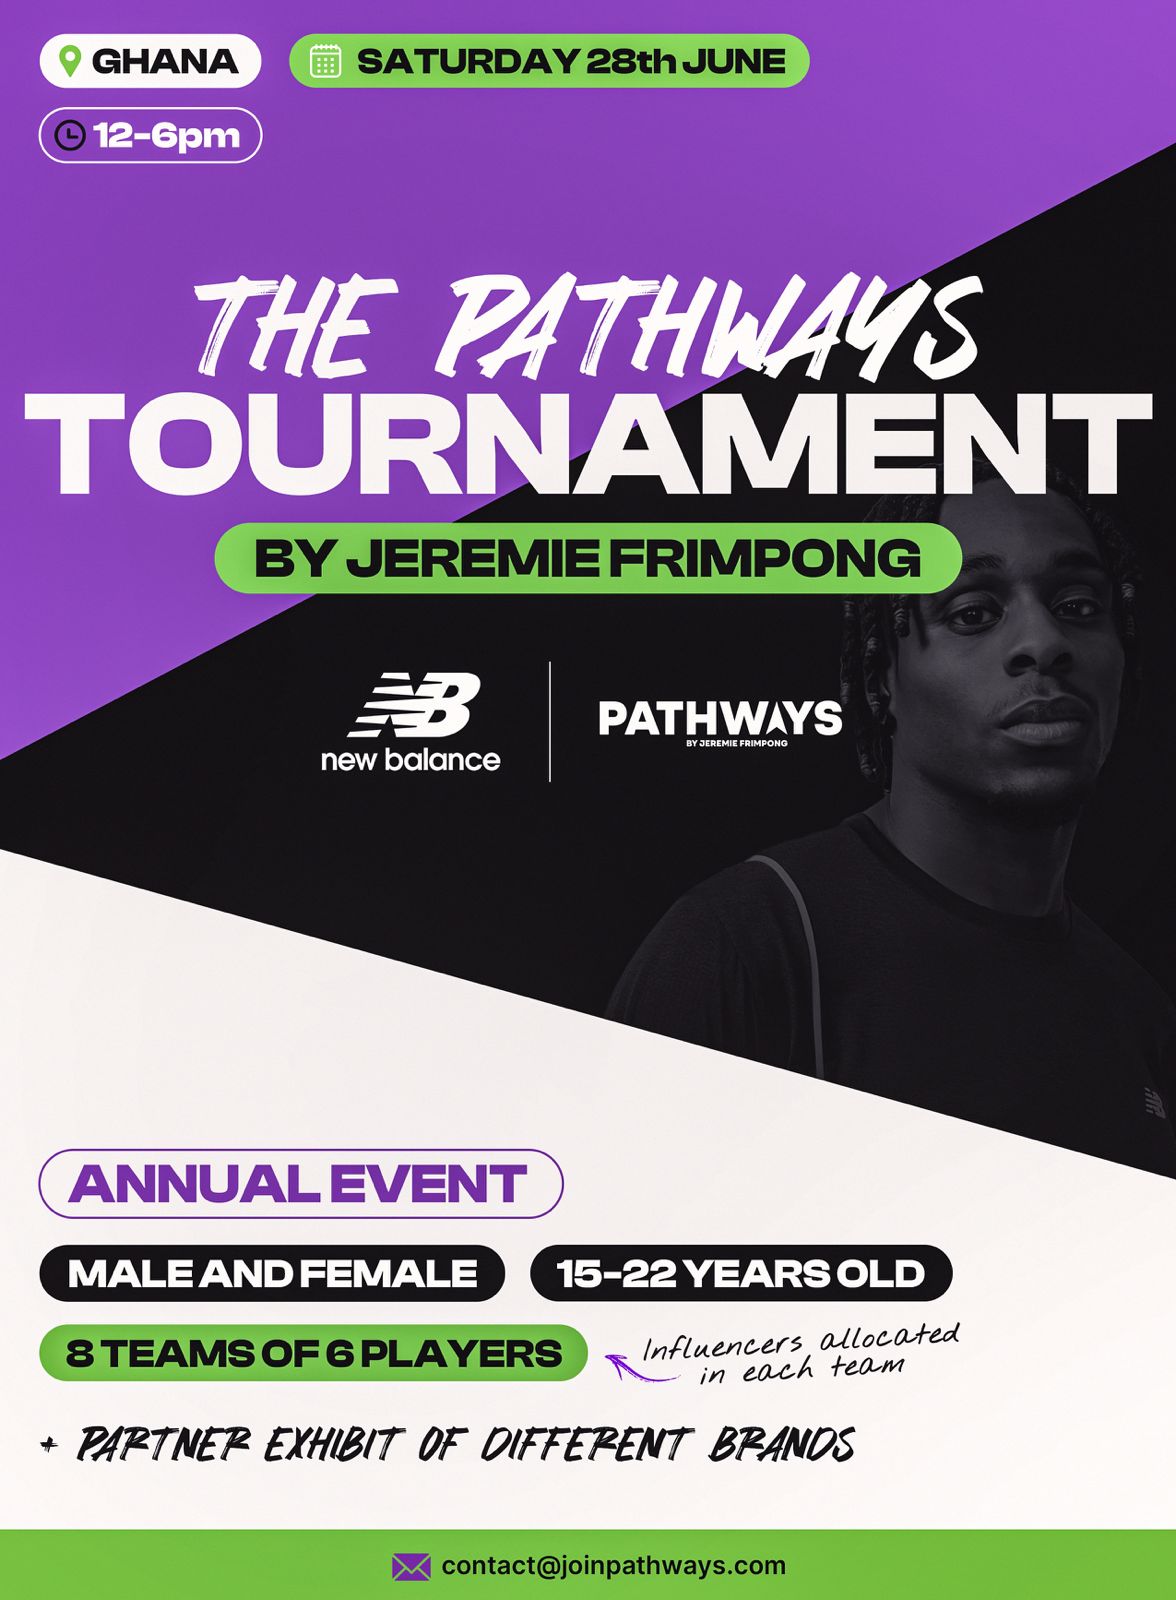 GHANA
SATURDAY 28th JUNE
12-6pm
THE PATHWAYS
TOURNAMENT
BY JEREMIE FRIMPONG
NB
new balance
PATHWAYS
BY JEREMIE FRIMPONG
ANNUAL EVENT
MALE AND FEMALE
15-22 YEARS OLD
8 TEAMS OF 6 PLAYERS
Influencers allocated
in each team
+ PARTNER EXHIBIT OF DIFFERENT BRANDS
contact@joinpathways.com